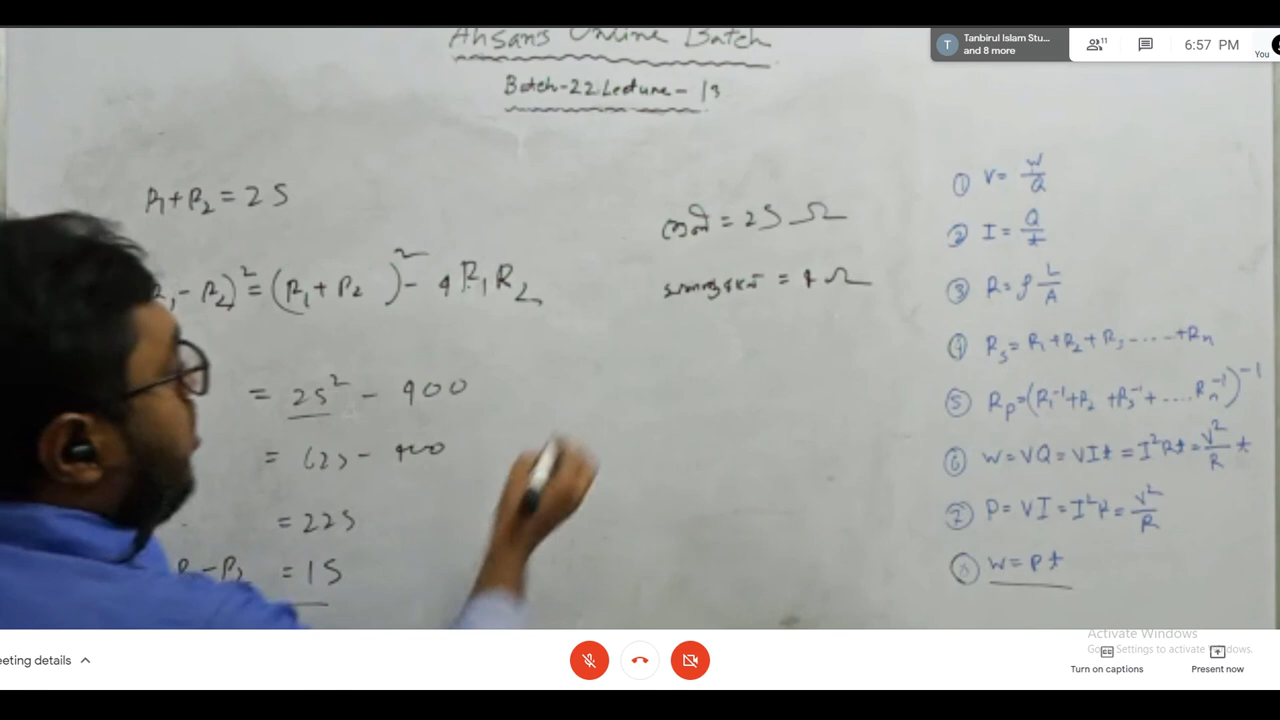 Ahsan's Online Batch
Batch-22 Lecture - 13
Tanbirul Islam Stu...
and 8 more
11
6:57 PM
You
R₁+R₂ = 25
R₁ - R₂)² = (R₁ + R₂)² - 4R₁R₂
= 25² - 400
= 625 - 400
= 225
R₁-R₂ = 15
শ্রেণী = 25 Ω
সমান্তরাল = 4 Ω
① V = W/Q
② I = Q/t
③ R = ρ L/A
④ Rs = R₁ + R₂ + R₃ ----- + Rn
⑤ Rp = (R₁⁻¹ + R₂ + R₃⁻¹ + .... Rn⁻¹)⁻¹
⑥ W = VQ = VIt = I²Rt = V²/R t
⑦ P = VI = I²R = V²/R
⑧ W = Pt
Activate Windows
Go to Settings to activate Windows.
eeting details
Turn on captions
Present now